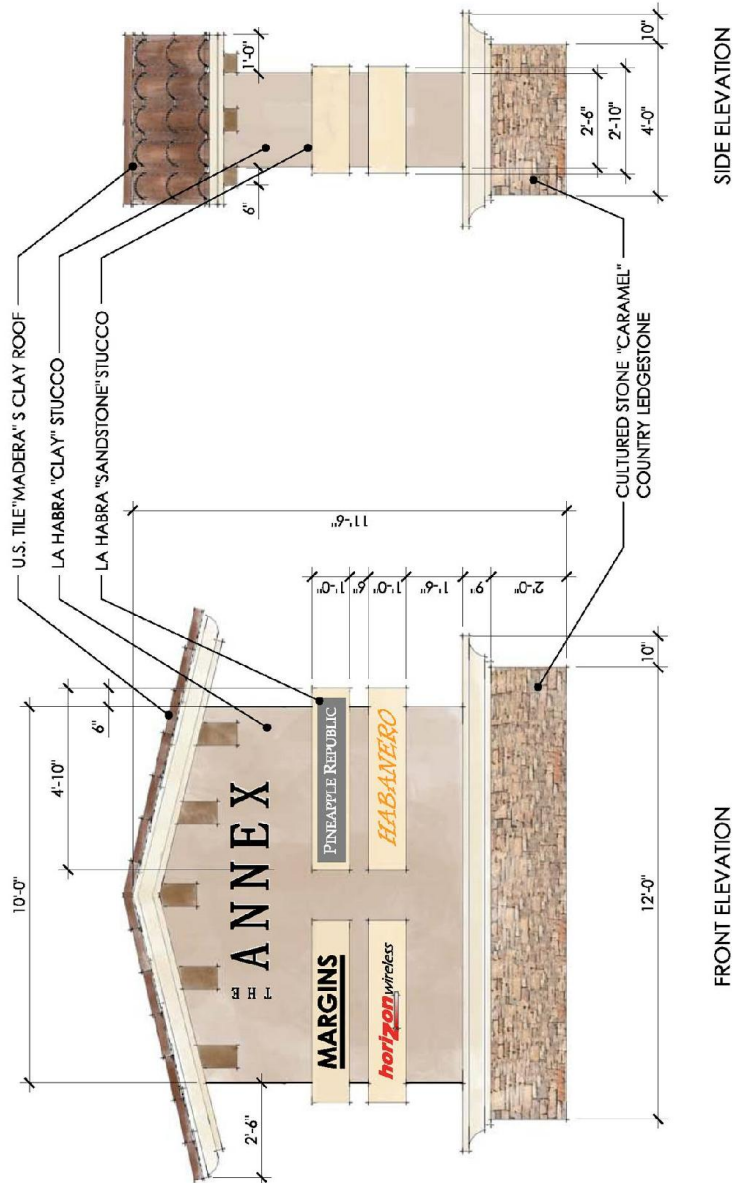 U.S. TILE "MADERA" S CLAY ROOF
LA HABRA "CLAY" STUCCO
LA HABRA "SANDSTONE" STUCCO
10'-0"
4'-10"
6"
2'-6"
THE ANNEX
MARGINS
PINEAPPLE REPUBLIC
horizon wireless
HABANERO
11'-6"
1'-0"
6"
1'-0"
1'-6"
9"
2'-0"
12'-0"
10"
CULTURED STONE "CARAMEL"
COUNTRY LEDGESTONE
FRONT ELEVATION
6"
1'-0"
2'-6"
2'-10"
4'-0"
10"
SIDE ELEVATION